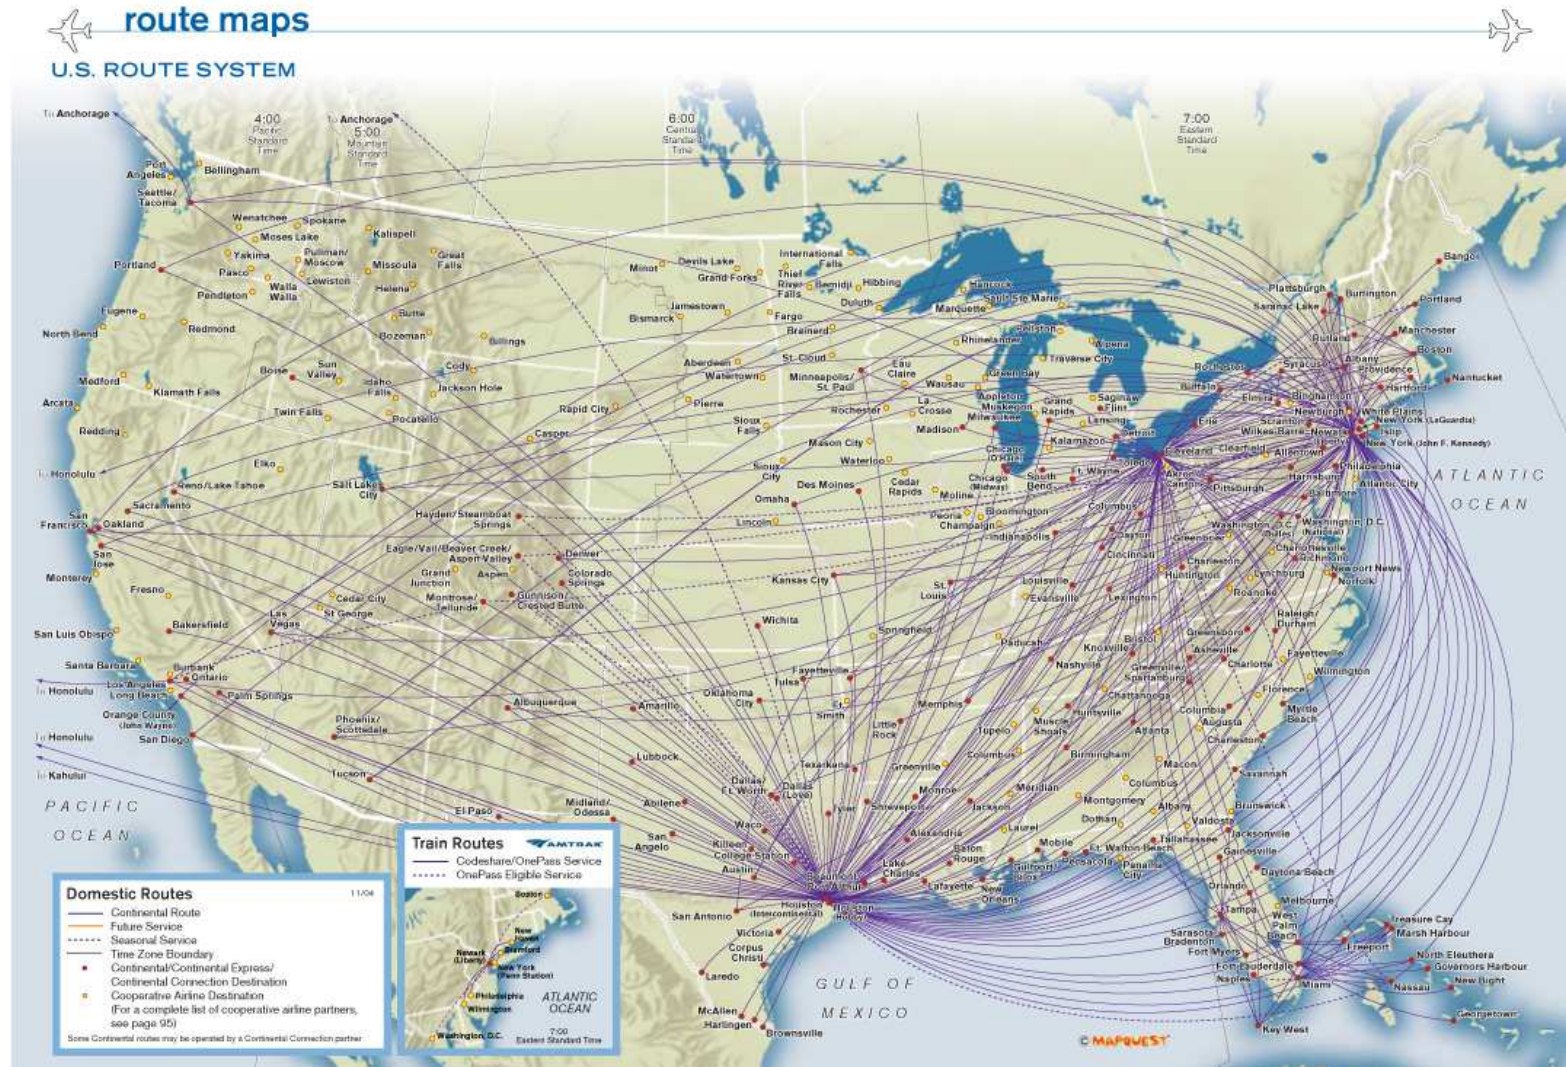 route maps
U.S. ROUTE SYSTEM
To Anchorage
4:00
Pacific
Standard
Time
To Anchorage
5:00
Mountain
Standard
Time
6:00
Central
Standard
Time
7:00
Eastern
Standard
Time
Port
Angeles
Bellingham
Seattle/
Tacoma
Wenatchee
Spokane
Moses Lake
Kalispell
Yakima
Pullman/
Moscow
Great
Falls
Portland
Pasco
Lewiston
Missoula
Walla
Walla
Helena
Pendleton
Eugene
Butte
North Bend
Redmond
Bozeman
Billings
Boise
Sun
Valley
Cody
Medford
Klamath Falls
Idaho
Falls
Jackson Hole
Arcata
Twin Falls
Pocatello
Redding
Casper
Rapid City
To Honolulu
Elko
Reno/Lake Tahoe
Salt Lake
City
Sacramento
San
Francisco
Oakland
San
Jose
Monterey
Fresno
Hayden/Steamboat
Springs
Eagle/Vail/Beaver Creek/
Aspen Valley
Denver
Grand
Junction
Aspen
Colorado
Springs
Montrose/
Telluride
Gunnison/
Crested Butte
Cedar City
St George
Las
Vegas
Bakersfield
San Luis Obispo
Santa Barbara
Burbank
Ontario
Los Angeles
Long Beach
Palm Springs
To Honolulu
Orange County
(John Wayne)
San Diego
Phoenix/
Scottsdale
To Honolulu
To Kahului
Tucson
Albuquerque
Amarillo
Lubbock
El Paso
Midland/
Odessa
Abilene
San
Angelo
PACIFIC
OCEAN
Minot
Devils Lake
Grand Forks
International
Falls
Thief
River
Falls
Bemidji
Hibbing
Duluth
Jamestown
Bismarck
Fargo
Brainerd
Aberdeen
Watertown
St. Cloud
Minneapolis/
St. Paul
Eau
Claire
Pierre
Rochester
La
Crosse
Sioux
Falls
Mason City
Waterloo
Sioux
City
Des Moines
Cedar
Rapids
Omaha
Lincoln
Moline
Peoria
Champaign
Bloomington
Hancock
Sault Ste Marie
Marquette
Rhinelander
Pellston
Alpena
Traverse City
Wausau
Green Bay
Appleton
Muskegon
Milwaukee
Madison
Grand
Rapids
Saginaw
Flint
Lansing
Kalamazoo
Detroit
Chicago
(O'Hare)
Chicago
(Midway)
South
Bend
Ft. Wayne
Toledo
Cleveland
Akron/
Canton
Pittsburgh
Columbus
Indianapolis
Dayton
Cincinnati
Kansas City
St.
Louis
Louisville
Evansville
Lexington
Huntington
Charleston
Wichita
Springfield
Paducah
Fayetteville
Tulsa
Oklahoma
City
Ft.
Smith
Little
Rock
Memphis
Nashville
Bristol
Knoxville
Greensboro
Asheville
Greenville/
Spartanburg
Charlotte
Chattanooga
Huntsville
Muscle
Shoals
Tupelo
Columbus
Atlanta
Columbia
Augusta
Charleston
Birmingham
Texarkana
Greenville
Dallas/
Ft. Worth
Dallas
(Love)
Tyler
Shreveport
Monroe
Jackson
Meridian
Macon
Columbus
Montgomery
Albany
Dothan
Savannah
Brunswick
Valdosta
Jacksonville
Waco
Killeen
College Station
Austin
Alexandria
Laurel
Mobile
Ft. Walton Beach
Tallahassee
Gainesville
Baton
Rouge
Gulfport/
Biloxi
Pensacola
Panama
City
Daytona Beach
Lake
Charles
Lafayette
New
Orleans
Beaumont/
Port Arthur
Houston
(Intercontinental)
Houston
(Hobby)
San Antonio
Victoria
Corpus
Christi
Laredo
McAllen
Harlingen
Brownsville
GULF OF
MEXICO
Orlando
Melbourne
Tampa
West
Palm
Beach
Sarasota
Bradenton
Fort Myers
Fort Lauderdale
Naples
Miami
Key West
Treasure Cay
Marsh Harbour
Freeport
North Eleuthera
Governors Harbour
Nassau
New Bight
Georgetown
Bangor
Plattsburgh
Burlington
Saranac Lake
Portland
Rutland
Manchester
Boston
Albany
Providence
Rochester
Syracuse
Buffalo
Hartford
Nantucket
Elmira
Binghamton
Newburgh
White Plains
New York (LaGuardia)
Erie
Scranton
Islip
Wilkes-Barre
Newark
(Liberty)
New York (John F. Kennedy)
Clearfield
Allentown
Philadelphia
Harrisburg
Atlantic City
Baltimore
ATLANTIC
OCEAN
Washington, D.C.
(Dulles)
Washington, D.C.
(National)
Greenbrier
Charlottesville
Richmond
Lynchburg
Newport News
Norfolk
Roanoke
Raleigh/
Durham
Fayetteville
Wilmington
Florence
Myrtle
Beach
Domestic Routes
11/04
Continental Route
Future Service
Seasonal Service
Time Zone Boundary
Continental/Continental Express/
Continental Connection Destination
Cooperative Airline Destination
(For a complete list of cooperative airline partners,
see page 95)
Some Continental routes may be operated by a Continental Connection partner
Train Routes
AMTRAK
Codeshare/OnePass Service
OnePass Eligible Service
Boston
New
Haven
Stamford
Newark
(Liberty)
New York
(Penn Station)
Philadelphia
Wilmington
ATLANTIC
OCEAN
Washington, D.C.
7:00
Eastern Standard Time
© MAPQUEST